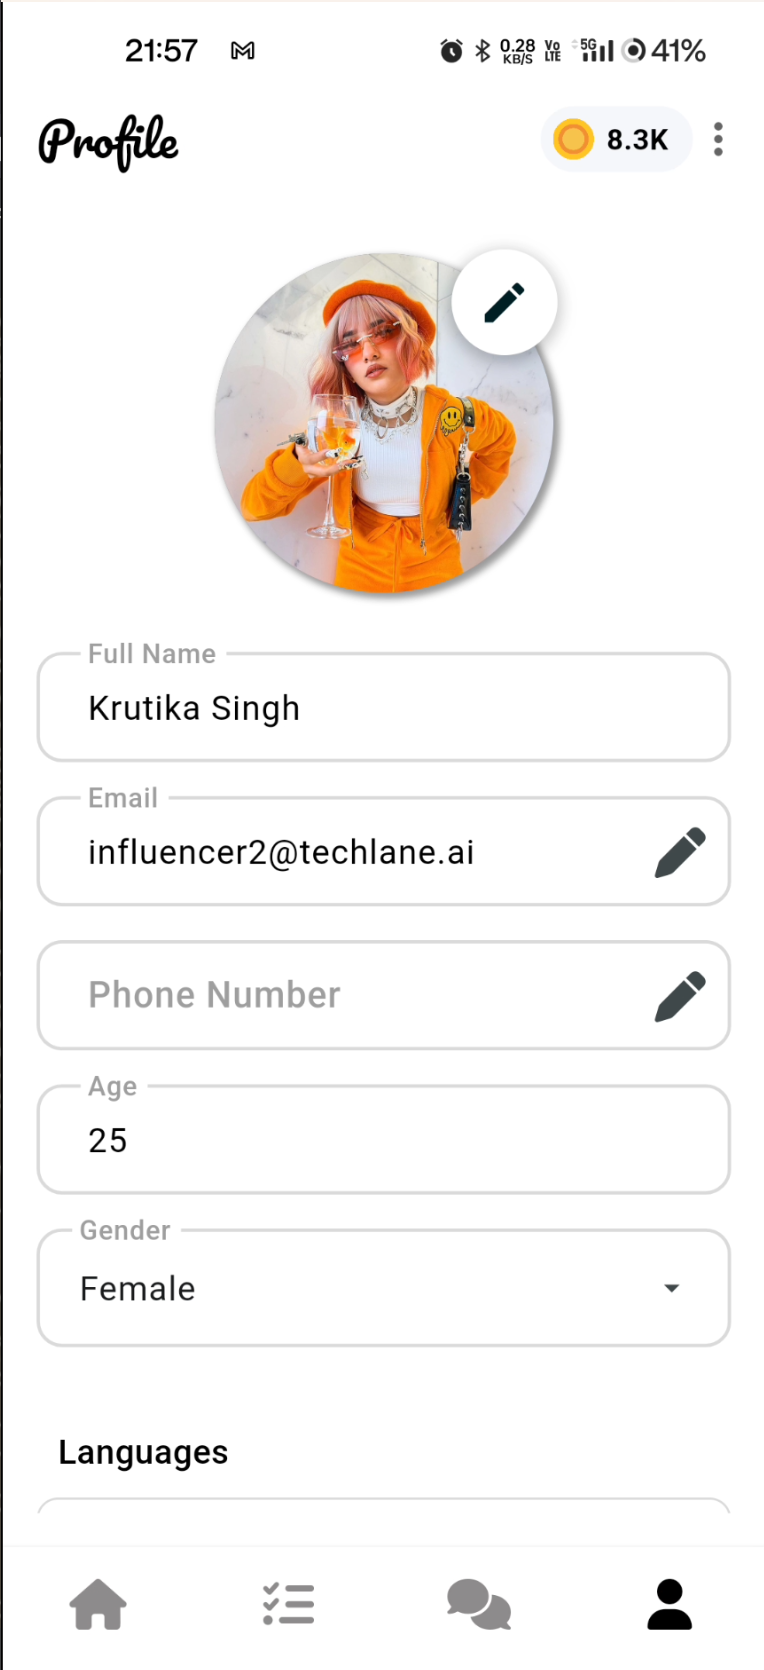 21:57 0.28 KB/S Vo LTE 5G 41%
Profile 8.3K
Full Name
Krutika Singh
Email
influencer2@techlane.ai
Phone Number
Age
25
Gender
Female
Languages